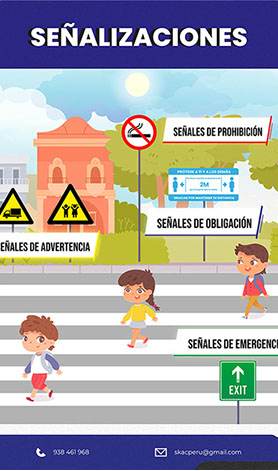 SEÑALIZACIONES
SEÑALES DE PROHIBICIÓN
PROTEGE A TI Y A LOS DEMÁS
2M
GRACIAS POR MANTENER TU DISTANCIA
SEÑALES DE OBLIGACIÓN
SEÑALES DE ADVERTENCIA
SEÑALES DE EMERGENC
EXIT
938 461 968
skacperu@gmail.com